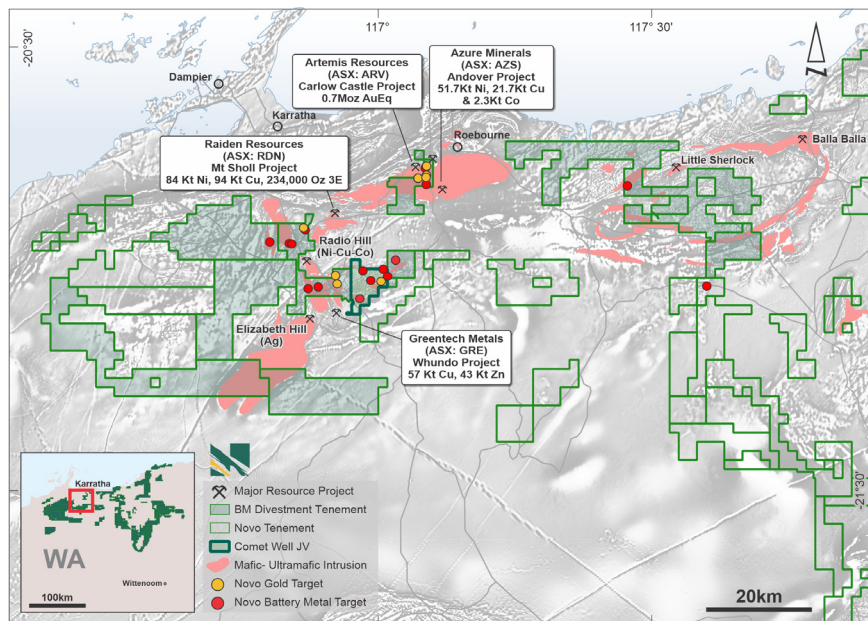 117°
117° 30'
-20°30'
Dampier
Karratha
Artemis Resources
(ASX: ARV)
Carlow Castle Project
0.7Moz AuEq
Azure Minerals
(ASX: AZS)
Andover Project
51.7Kt Ni, 21.7Kt Cu
& 2.3Kt Co
Z
Roebourne
Balla Balla
Little Sherlock
Raiden Resources
(ASX: RDN)
Mt Sholl Project
84 Kt Ni, 94 Kt Cu, 234,000 Oz 3E
Radio Hill
(Ni-Cu-Co)
Elizabeth Hill
(Ag)
Greentech Metals
(ASX: GRE)
Whundo Project
57 Kt Cu, 43 Kt Zn
-21°30'
Karratha
WA
Wittenoom
100km
Major Resource Project
BM Divestment Tenement
Novo Tenement
Comet Well JV
Mafic- Ultramafic Intrusion
Novo Gold Target
Novo Battery Metal Target
20km